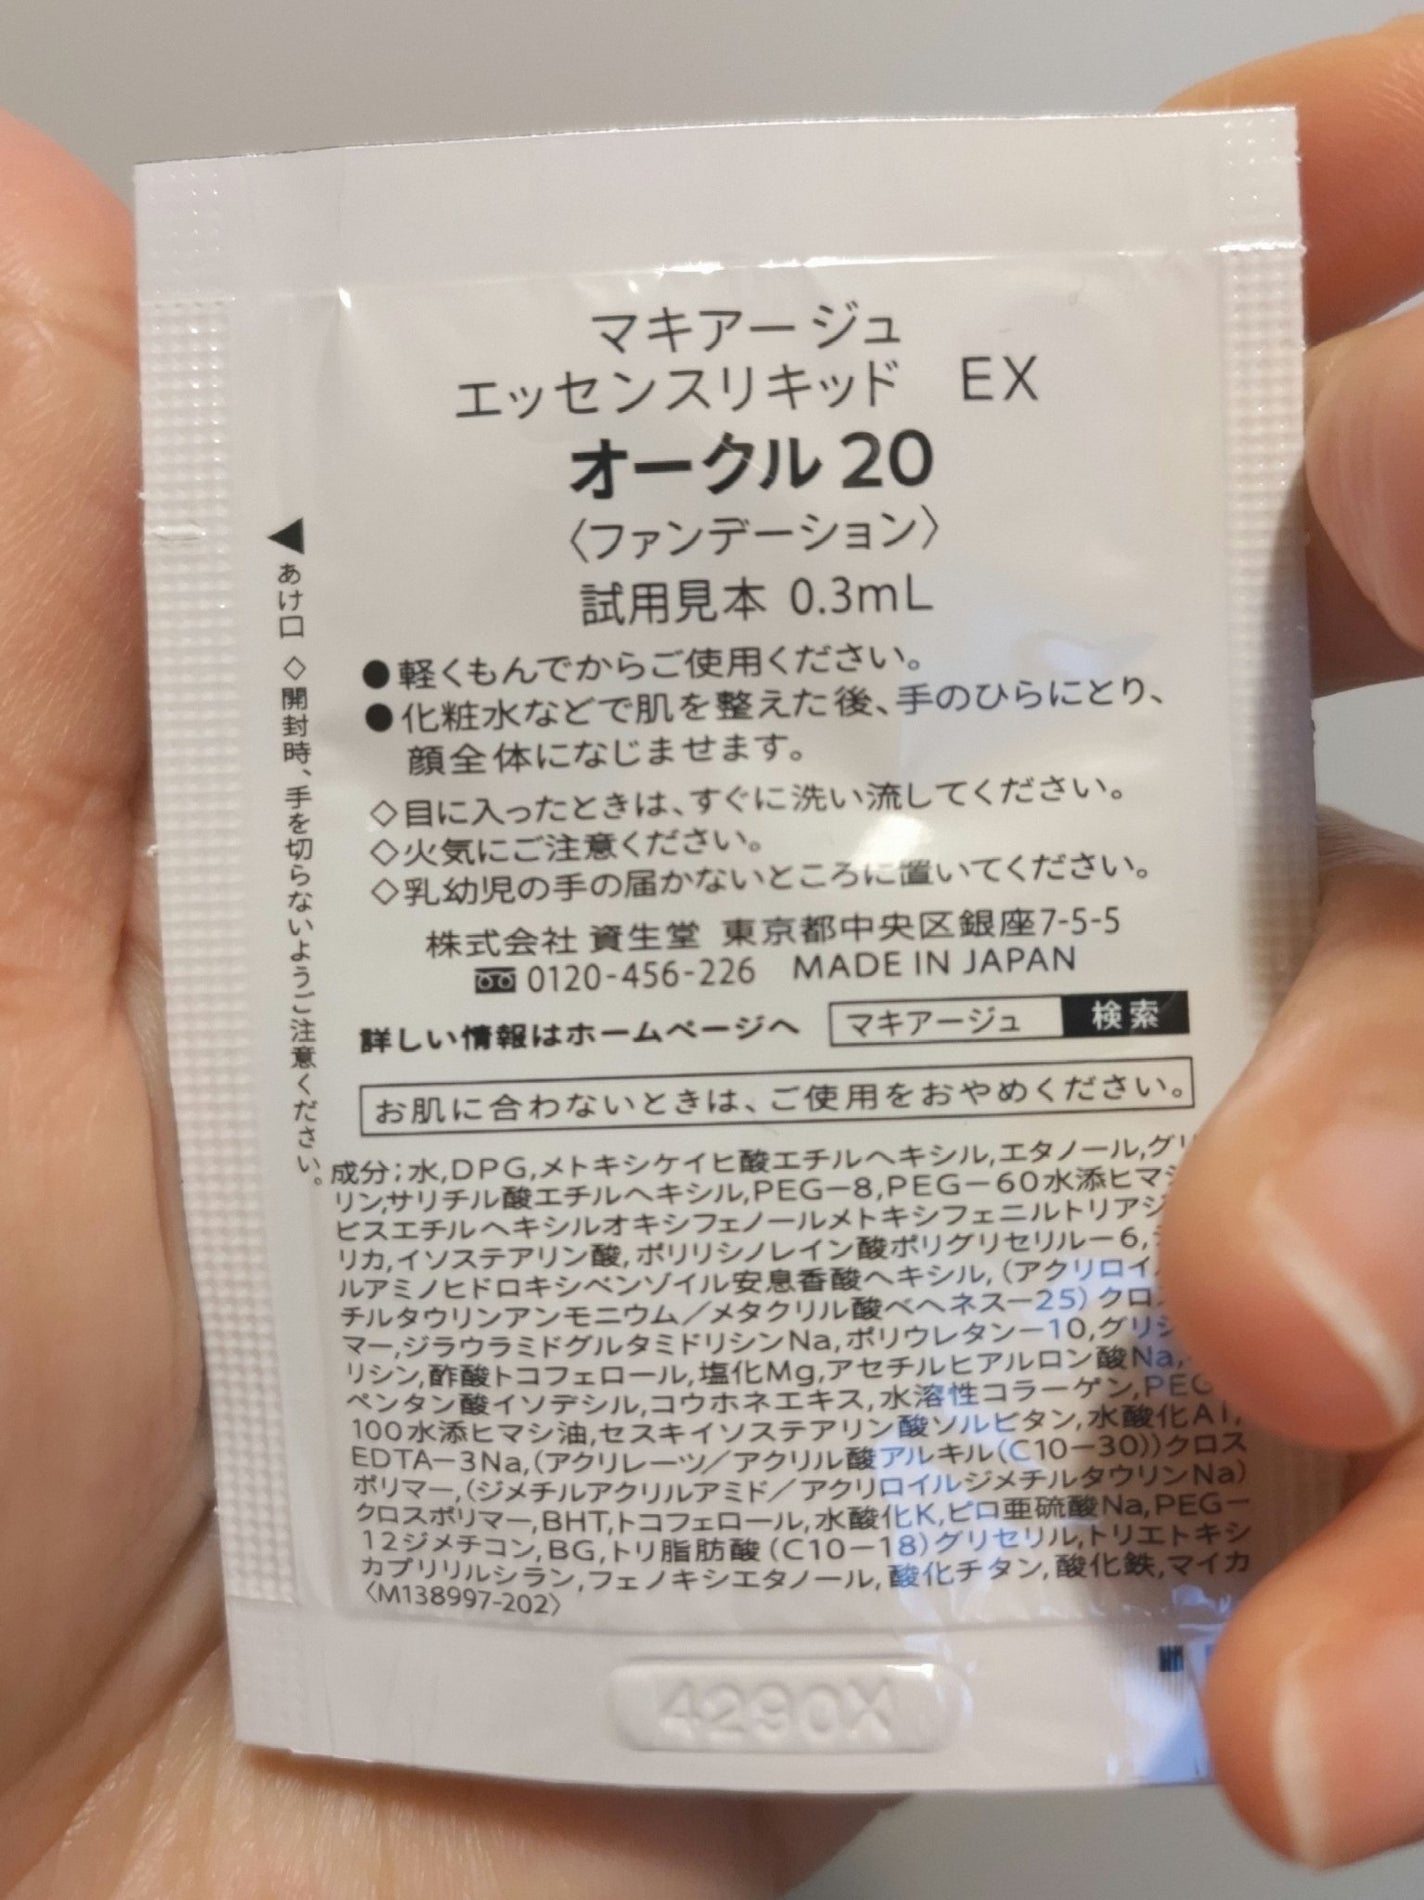 マキアージュ
エッセンスリキッド　EX
オークル20
〈ファンデーション〉
試用見本 0.3mL
●軽くもんでからご使用ください。
●化粧水などで肌を整えた後、手のひらにとり、
顔全体になじませます。
◇目に入ったときは、すぐに洗い流してください。
◇火気にご注意ください。
◇乳幼児の手の届かないところに置いてください。
株式会社 資生堂 東京都中央区銀座7-5-5
0120-456-226 MADE IN JAPAN
詳しい情報はホームページへ マキアージュ 検索
お肌に合わないときは、ご使用をおやめください。
◀あけ口 ◇開封時、手を切らないようご注意ください。
成分；水,DPG,メトキシケイヒ酸エチルヘキシル,エタノール,グリ
リン,サリチル酸エチルヘキシル,PEG－8,PEG－60水添ヒマシ
ビスエチルヘキシルオキシフェノールメトキシフェニルトリアジ
リカ,イソステアリン酸,ポリリシノレイン酸ポリグリセリル－6,
ルアミノヒドロキシベンゾイル安息香酸ヘキシル,（アクリロイル
チルタウリンアンモニウム／メタクリル酸ベヘネス－25）クロス
マー,ジラウラミドグルタミドリシンNa,ポリウレタン－10,グリシ
リシン,酢酸トコフェロール,塩化Mg,アセチルヒアルロン酸Na,
ペンタン酸イソデシル,コウホネエキス,水溶性コラーゲン,PEG
100水添ヒマシ油,セスキイソステアリン酸ソルビタン,水酸化Al,
EDTA－3Na,(アクリレーツ／アクリル酸アルキル(C10－30))クロス
ポリマー,(ジメチルアクリルアミド／アクリロイルジメチルタウリンNa)
クロスポリマー,BHT,トコフェロール,水酸化K,ピロ亜硫酸Na,PEG－
12ジメチコン,BG,トリ脂肪酸（C10－18）グリセリル,トリエトキシ
カプリリルシラン,フェノキシエタノール,酸化チタン,酸化鉄,マイカ
〈M138997-202〉
4290X